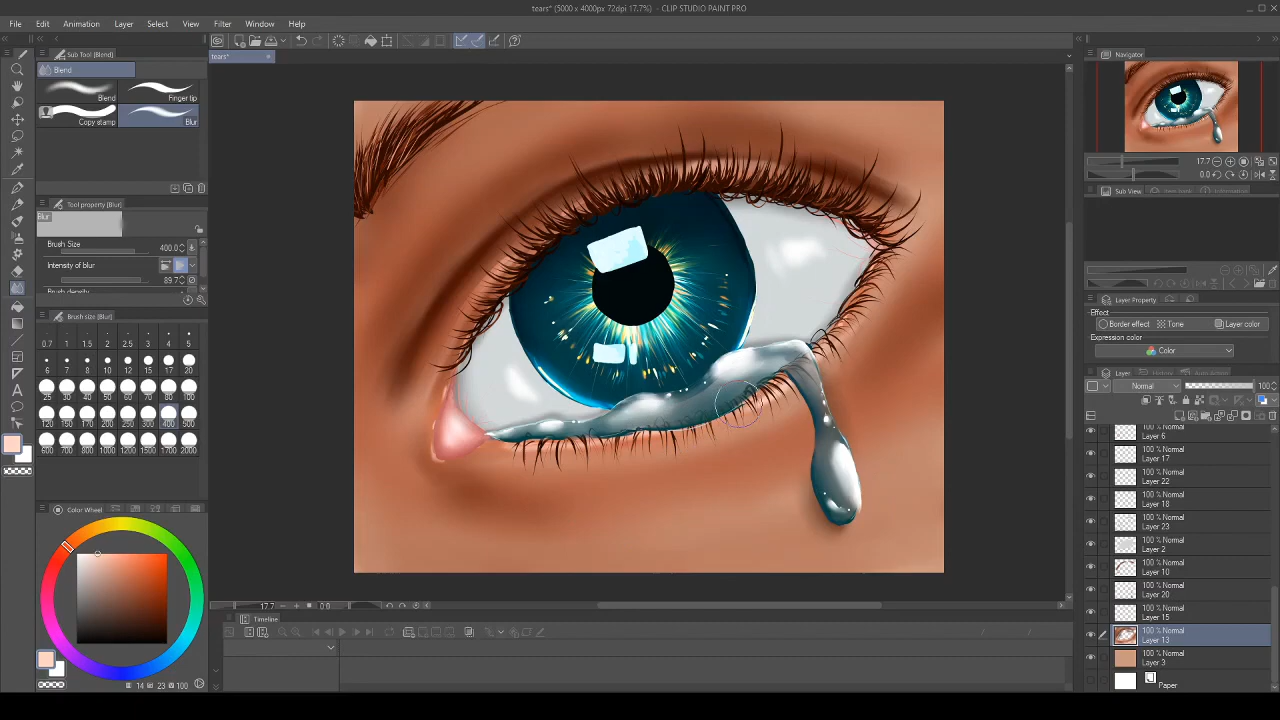 tears* (5000 x 4000px 72dpi 17.7%) - CLIP STUDIO PAINT PRO
File Edit Animation Layer Select View Filter Window Help
Sub Tool (Blend)
tears*
Navigator
Blend
Blend Finger tip
Copy stamp Blur
17.7
0.0
Sub View Information
Tool property [Blur]
Blur
Brush Size 400.0
Intensity of blur
89.7
Brush density
Brush size (Blur)
0.7 1 2 2.5 3 4 5
6 7 8 10 12 15 17 20
25 30 40 50 60 70 80
100 120 150 170 200 250 300
400 500
600 700 800 1000 1200 1500 1700 2000
Color Wheel
14 23 100
17.7 0.0
Timeline
Layer Property
Effect
Border effect Tone Layer color
Expression color
Color
Layer History Auto Action
Normal 100
Layer 6
100 % Normal
Layer 17
100 % Normal
Layer 22
100 % Normal
Layer 18
100 % Normal
Layer 23
100 % Normal
Layer 2
100 % Normal
Layer 10
100 % Normal
Layer 20
100 % Normal
Layer 15
100 % Normal
Layer 13
100 % Normal
Layer 3
Paper